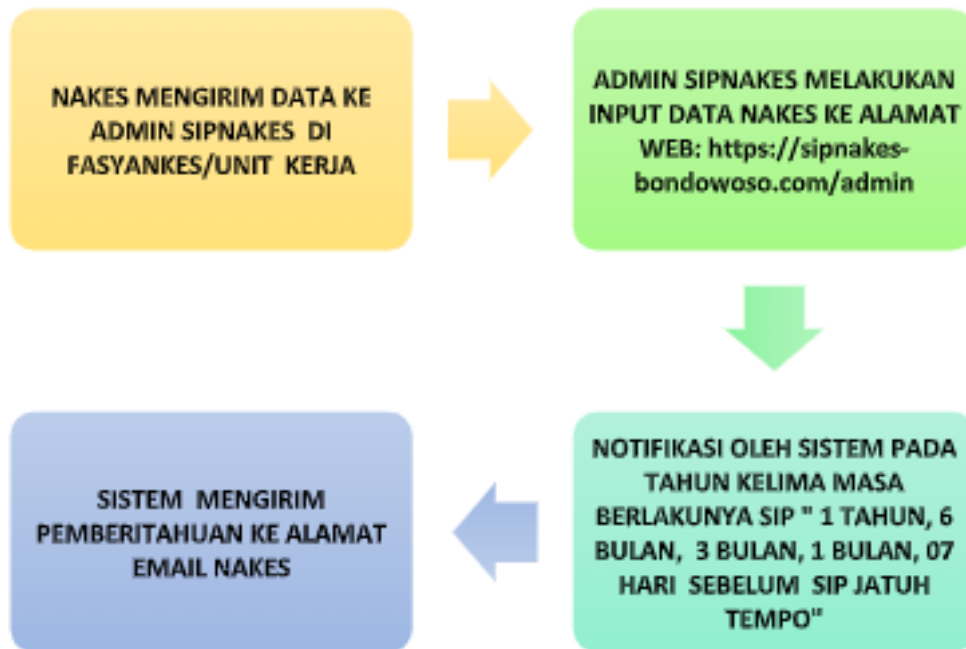 NAKES MENGIRIM DATA KE
ADMIN SIPNAKES DI
FASYANKES/UNIT KERJA
ADMIN SIPNAKES MELAKUKAN
INPUT DATA NAKES KE ALAMAT
WEB: https://sipnakes-
bondowoso.com/admin
NOTIFIKASI OLEH SISTEM PADA
TAHUN KELIMA MASA
BERLAKUNYA SIP " 1 TAHUN, 6
BULAN, 3 BULAN, 1 BULAN, 07
HARI SEBELUM SIP JATUH
TEMPO"
SISTEM MENGIRIM
PEMBERITAHUAN KE ALAMAT
EMAIL NAKES